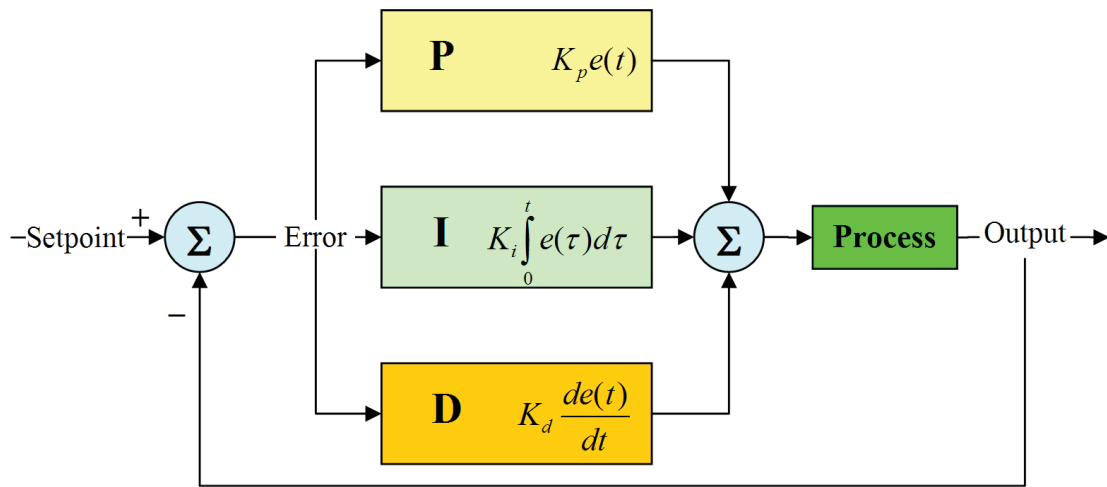 P K_p e(t)
+
–Setpoint
Σ
Error
I K_i ∫_0^t e(τ)dτ
Σ
Process
Output
−
D K_d de(t)/dt